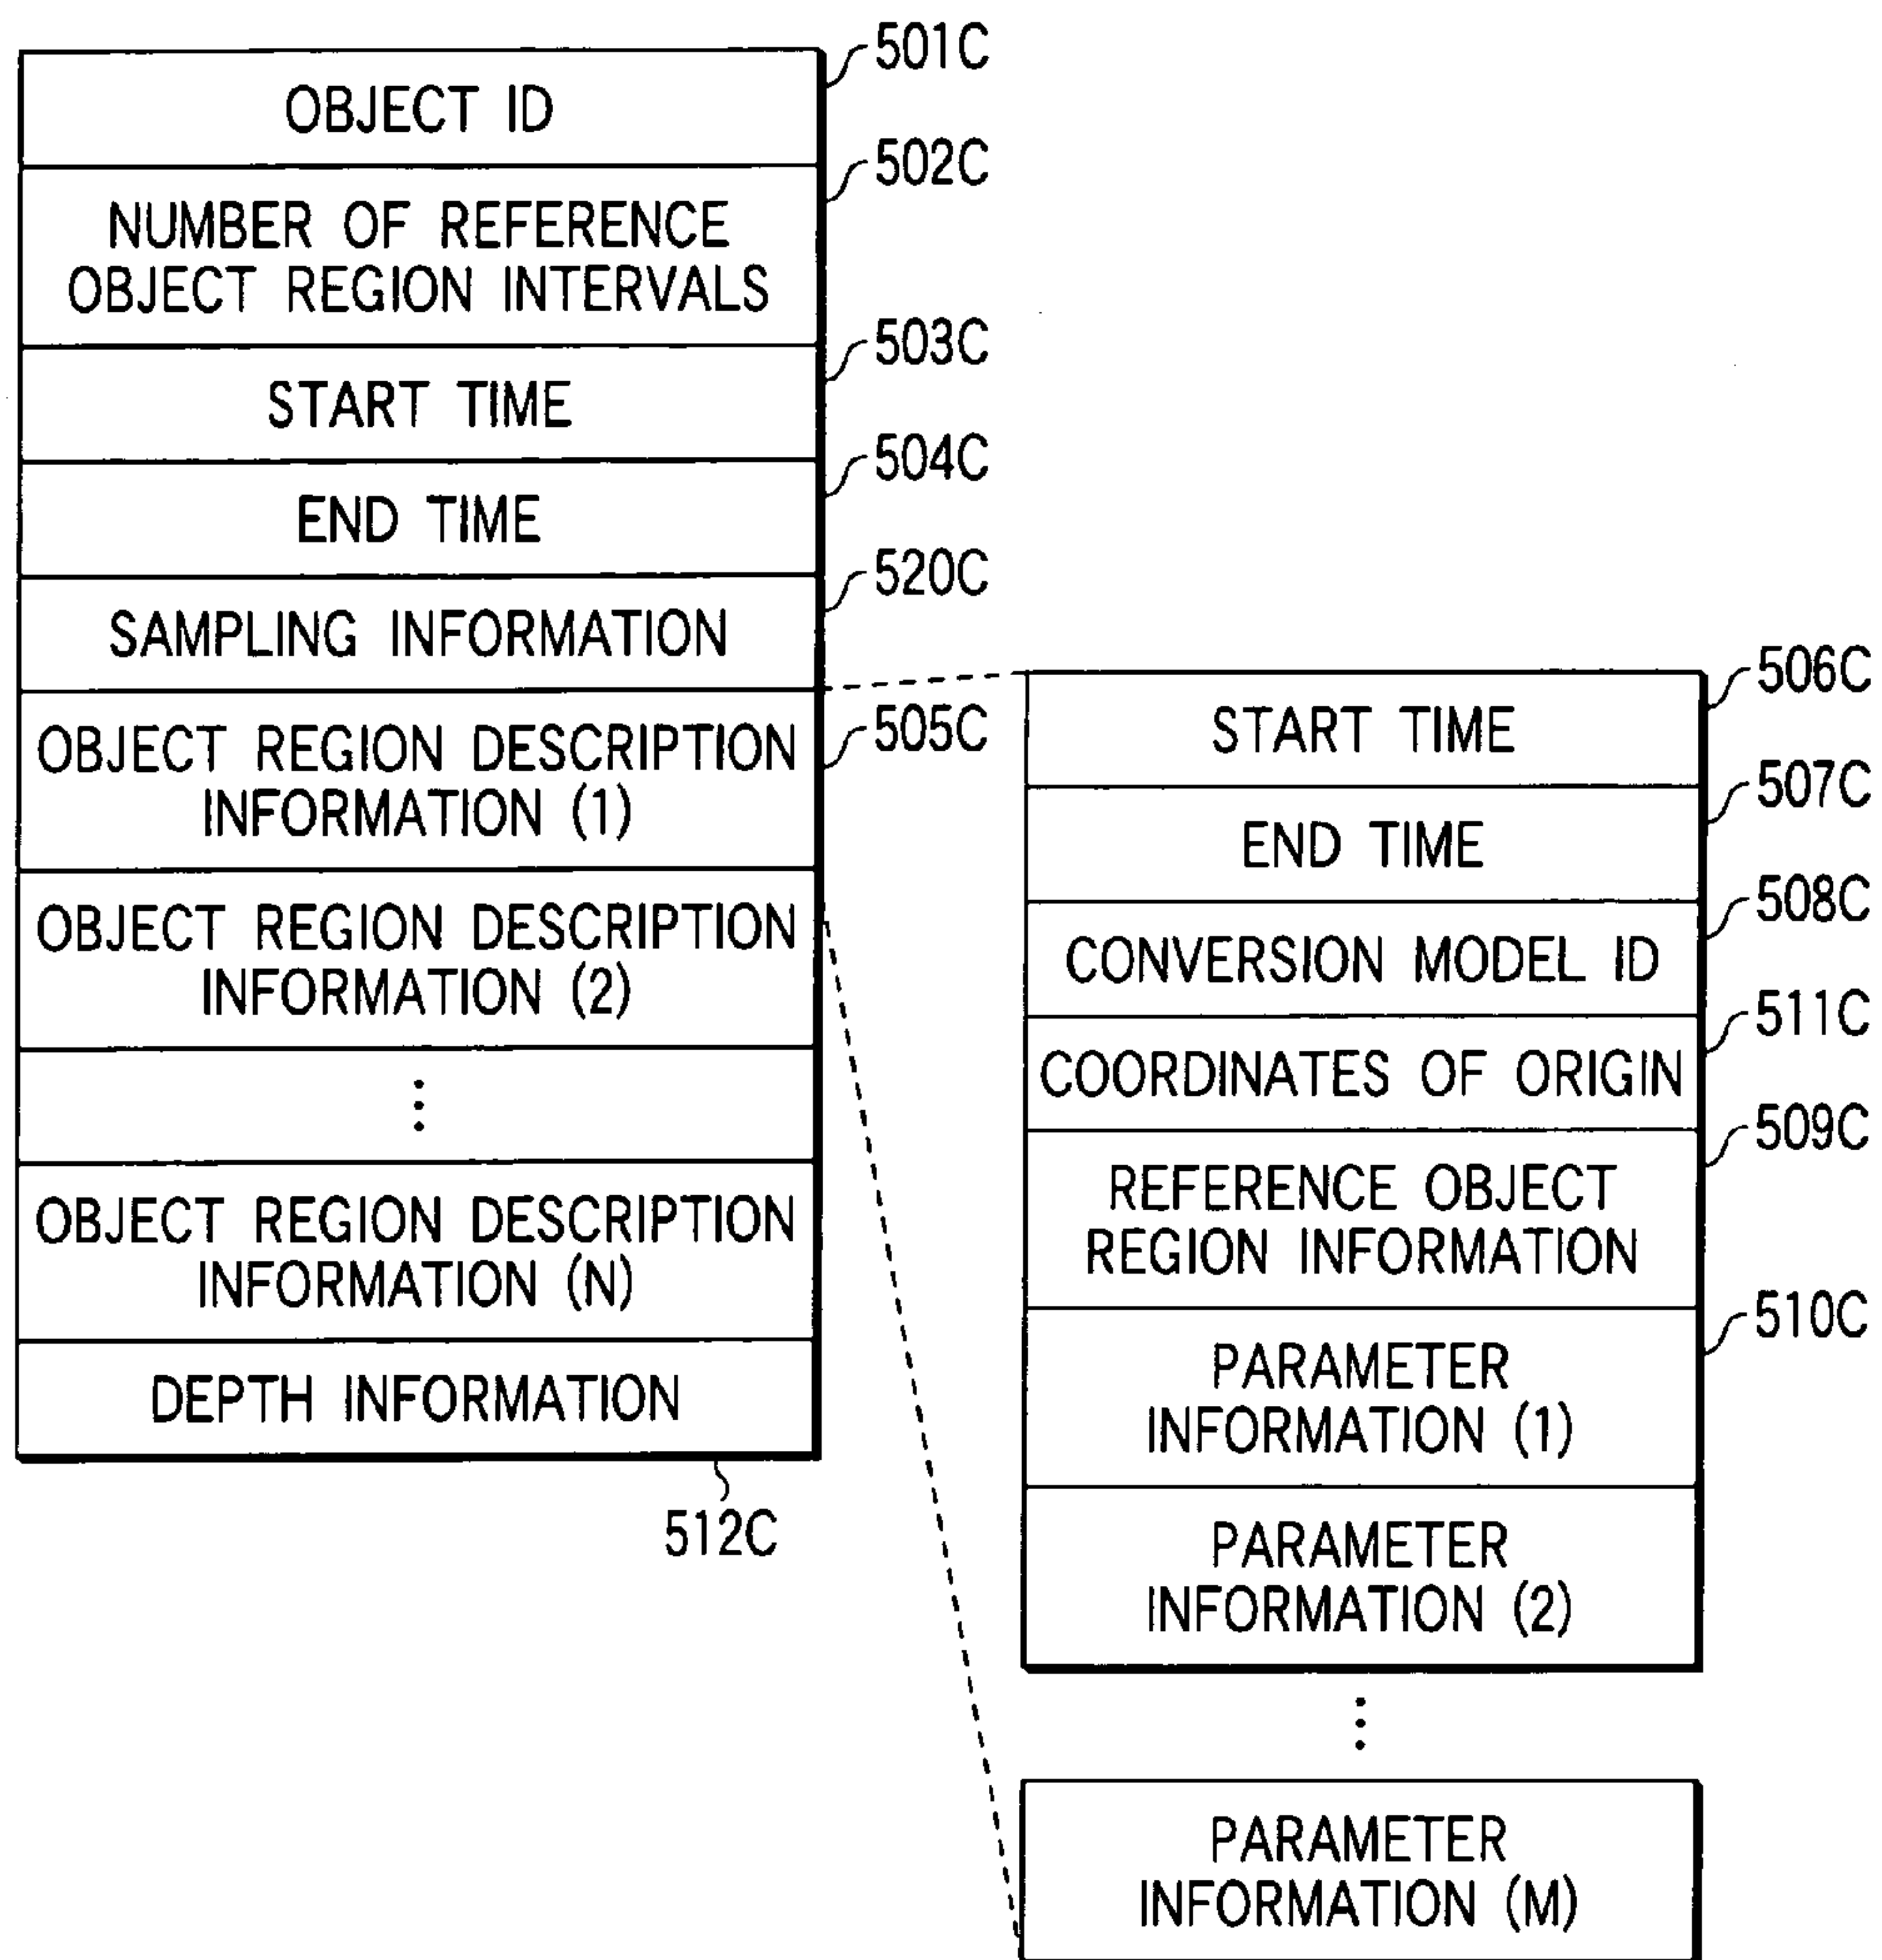 OBJECT ID
501C
NUMBER OF REFERENCE
OBJECT REGION INTERVALS
502C
START TIME
503C
END TIME
504C
SAMPLING INFORMATION
520C
OBJECT REGION DESCRIPTION
INFORMATION (1)
505C
OBJECT REGION DESCRIPTION
INFORMATION (2)
OBJECT REGION DESCRIPTION
INFORMATION (N)
DEPTH INFORMATION
512C
START TIME
506C
END TIME
507C
CONVERSION MODEL ID
508C
COORDINATES OF ORIGIN
511C
REFERENCE OBJECT
REGION INFORMATION
509C
PARAMETER
INFORMATION (1)
510C
PARAMETER
INFORMATION (2)
PARAMETER
INFORMATION (M)